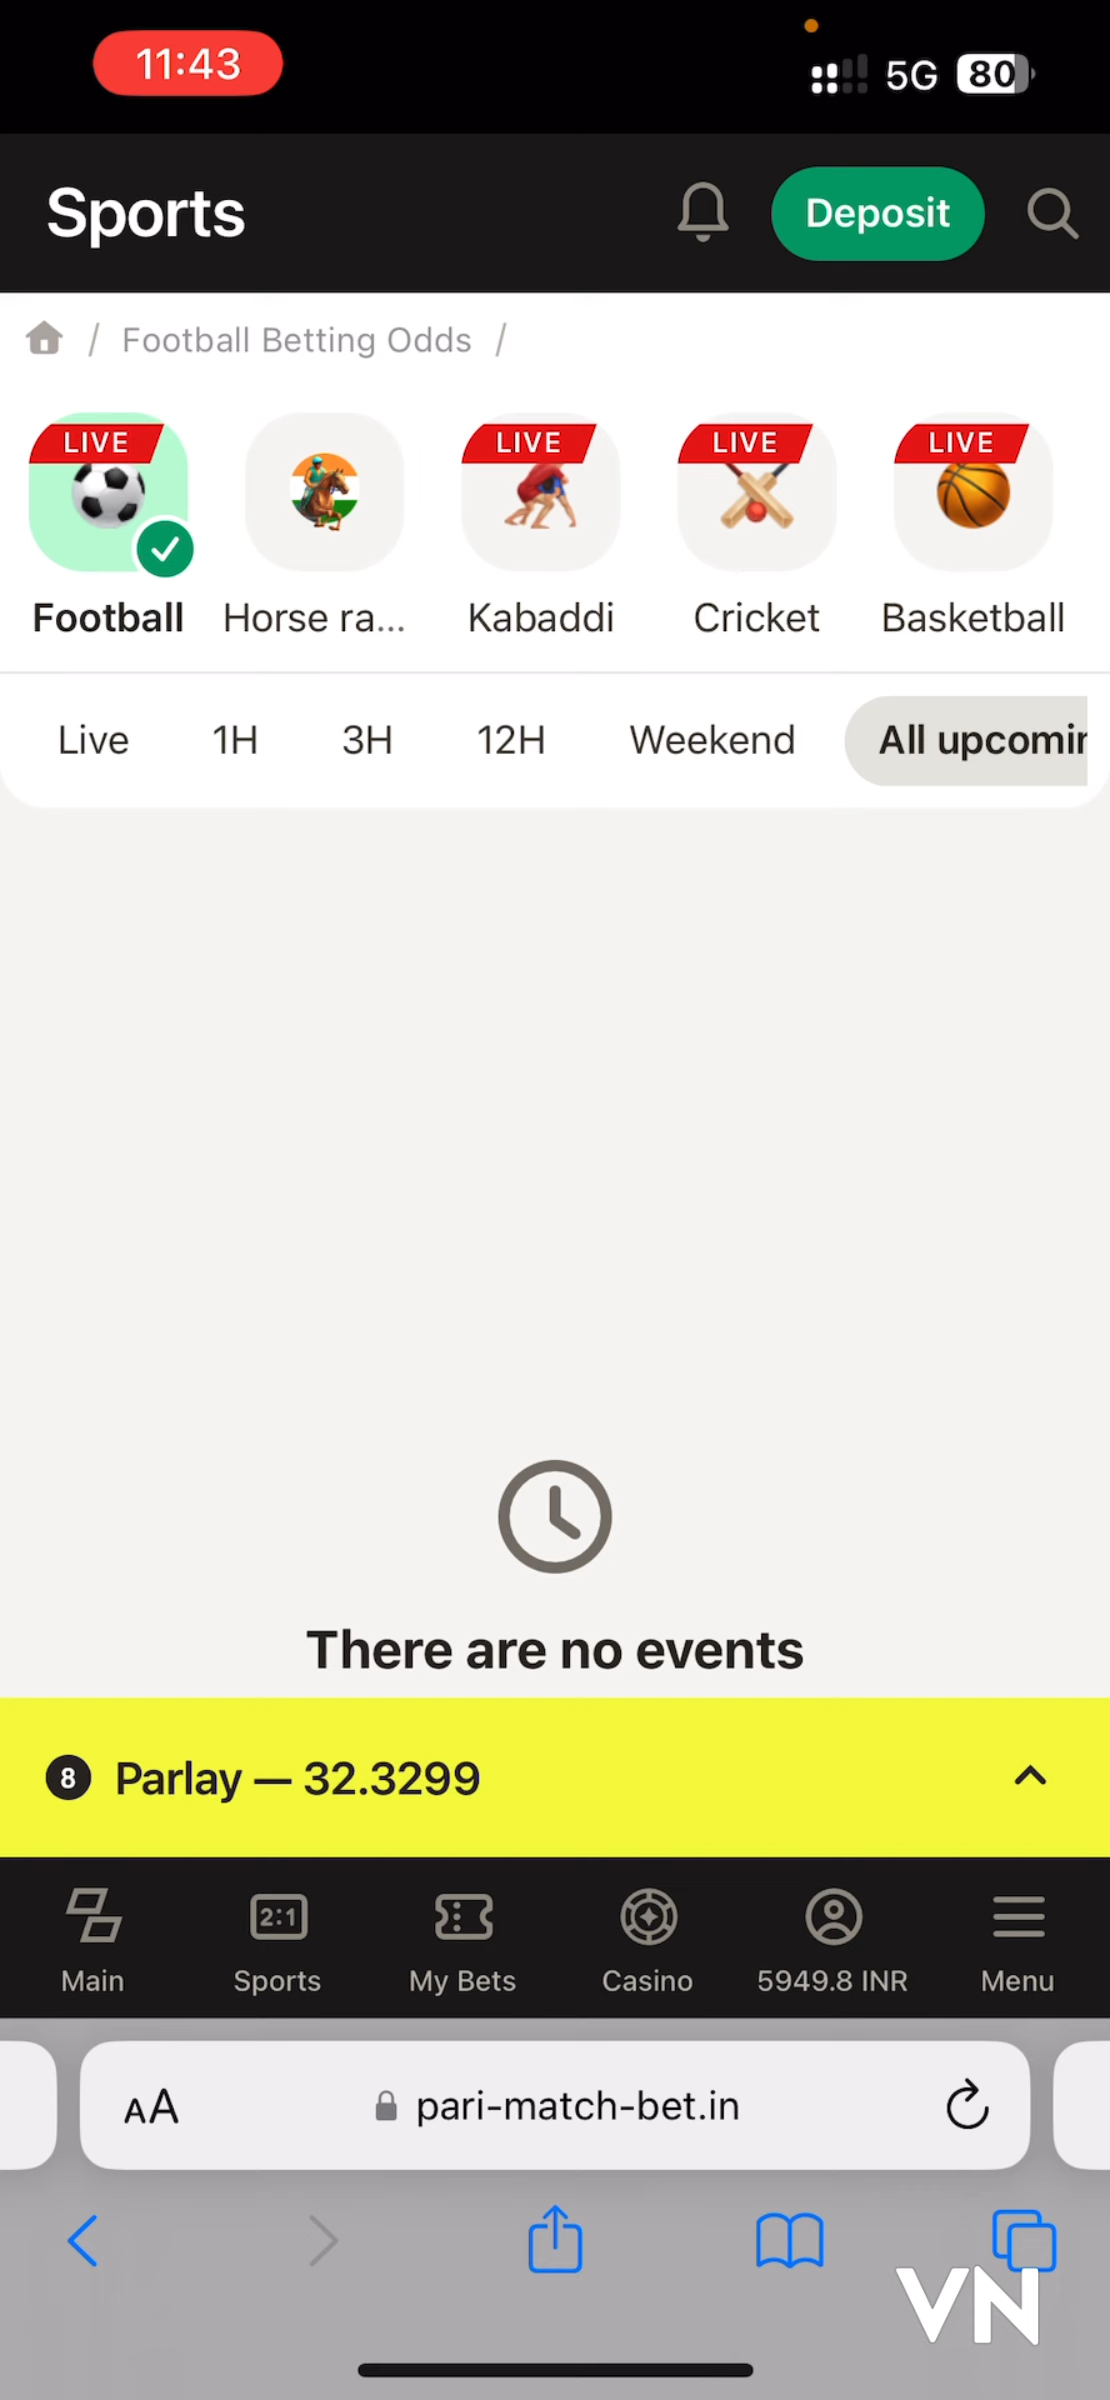 11:43
5G 80
Sports
Deposit
/ Football Betting Odds /
LIVE
LIVE
LIVE
LIVE
Football Horse ra... Kabaddi Cricket Basketball
Live 1H 3H 12H Weekend All upcomin
There are no events
8 Parlay — 32.3299
2:1
Main Sports My Bets Casino 5949.8 INR Menu
AA pari-match-bet.in
VN